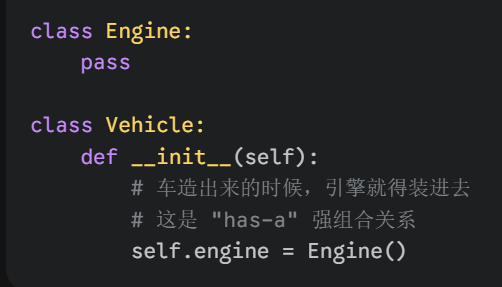 class Engine:
    pass
class Vehicle:
    def __init__(self):
        # 车造出来的时候，引擎就得装进去
        # 这是 "has-a" 强组合关系
        self.engine = Engine()